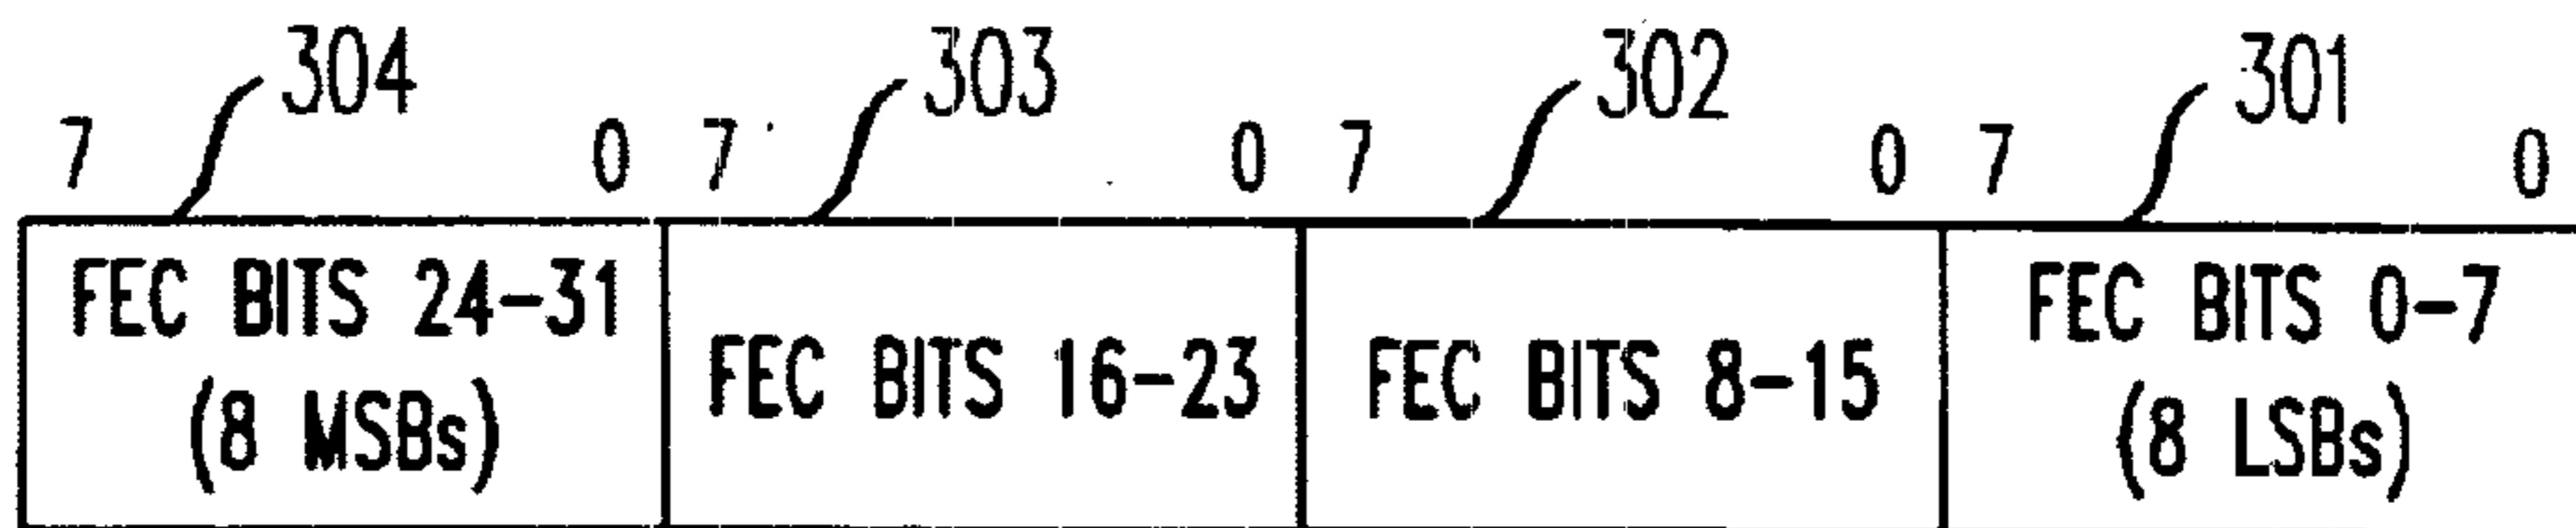 304 303 302 301
7 0 7 0 7 0 7 0
FEC BITS 24-31 FEC BITS 16-23 FEC BITS 8-15 FEC BITS 0-7
(8 MSBs) (8 LSBs)